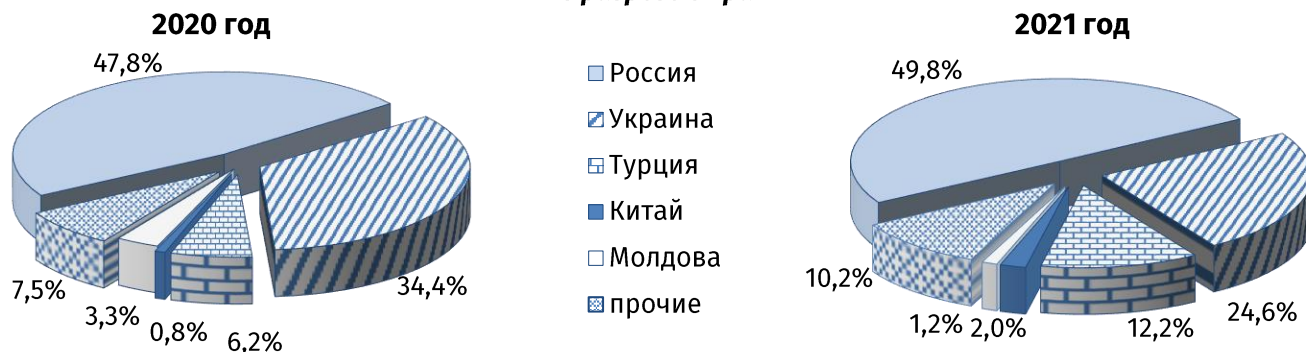 2020 год
2021 год
47,8%
34,4%
6,2%
0,8%
3,3%
7,5%
Россия
Украина
Турция
Китай
Молдова
прочие
49,8%
24,6%
12,2%
2,0%
1,2%
10,2%